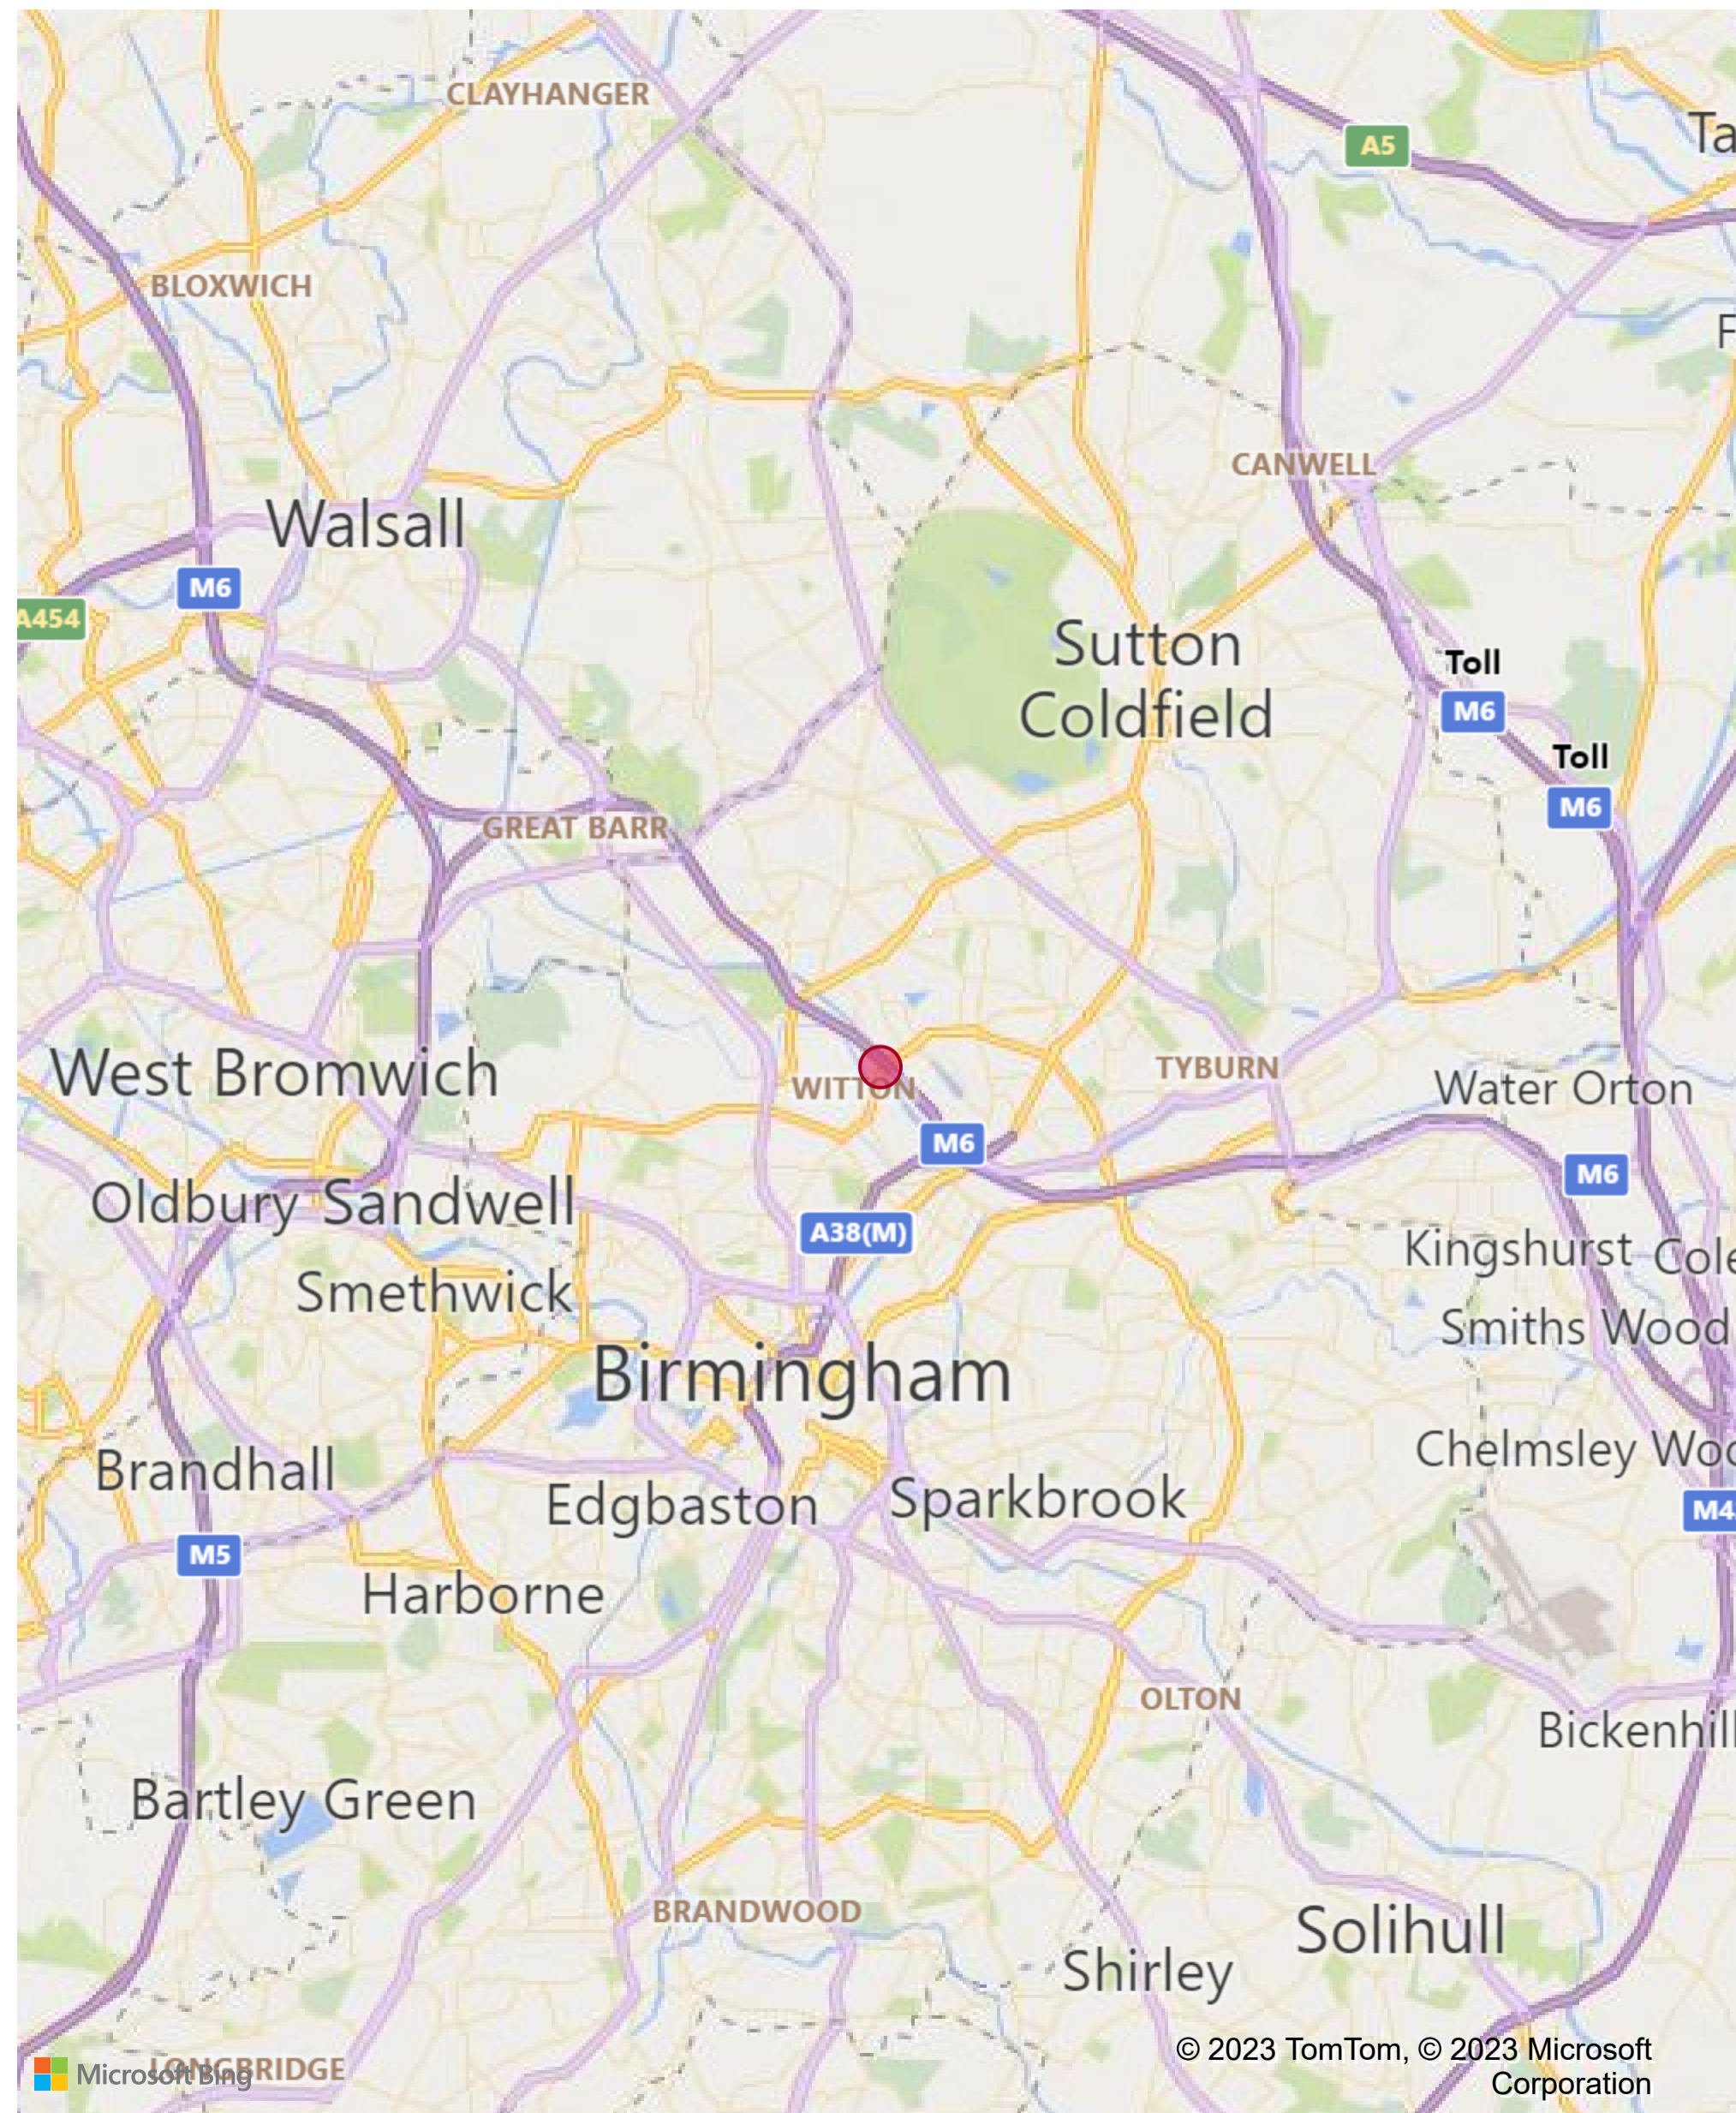 CLAYHANGER
A5
Ta
BLOXWICH
F
CANWELL
Walsall
M6
A454
Sutton
Coldfield
Toll
M6
Toll
M6
GREAT BARR
West Bromwich
WITTON
TYBURN
Water Orton
M6
M6
Oldbury
Sandwell
A38(M)
Kingshurst
Cole
Smethwick
Smiths Wood
Birmingham
Chelmsley Woo
Brandhall
Edgbaston
Sparkbrook
M4
M5
Harborne
OLTON
Bickenhill
Bartley Green
BRANDWOOD
Solihull
Shirley
LONGBRIDGE
Microsoft Bing
© 2023 TomTom, © 2023 Microsoft
Corporation